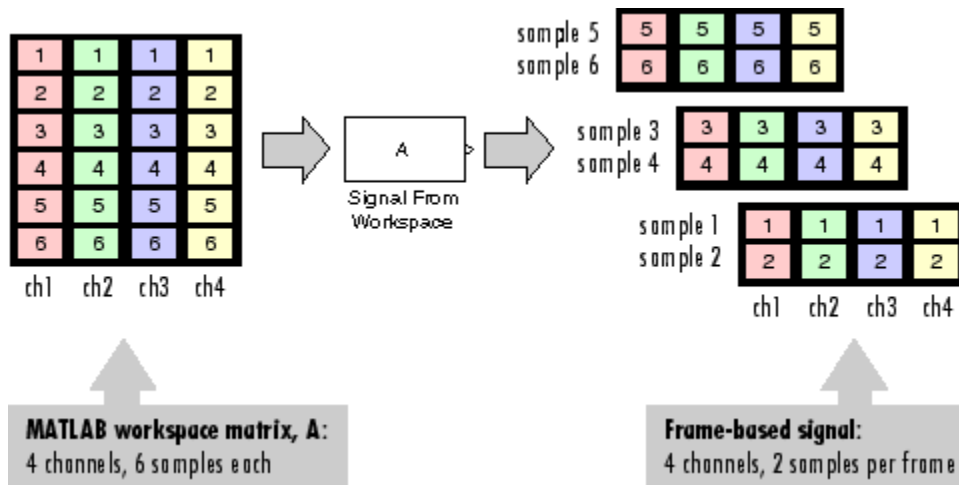 1 1 1 1
2 2 2 2
3 3 3 3
4 4 4 4
5 5 5 5
6 6 6 6
ch1 ch2 ch3 ch4
A
Signal From
Workspace
sample 5 5 5 5 5
sample 6 6 6 6 6
sample 3 3 3 3 3
sample 4 4 4 4 4
sample 1 1 1 1 1
sample 2 2 2 2 2
ch1 ch2 ch3 ch4
MATLAB workspace matrix, A:
4 channels, 6 samples each
Frame-based signal:
4 channels, 2 samples per frame